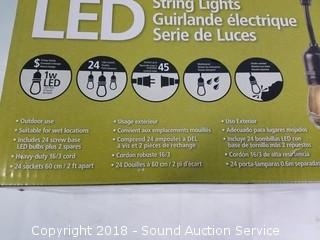 LED
String Lights
Guirlande électrique
Serie de Luces
$
24
45
1w
LED
• Outdoor use
• Suitable for wet locations
• Includes 24 screw base
LED bulbs plus 2 spares
• Heavy-duty 16/3 cord
• 24 sockets 60 cm / 2 ft apart
• Usage extérieur
• Convient aux emplacements mouillés
• Comprend 24 ampoules à DEL
à vis et 2 pièces de rechange
• Cordon robuste 16/3
• 24 Douilles à 60 cm / 2 pi d'écart
• Uso Exterior
• Adecuado para lugares mojados
• Incluye 24 bombillas LED con
base de tornillo más 2 repuestos
• Cordón 16/3 de alta resistencia
• 24 porta-lámparas 0.6m separadas
Copyright 2018 - Sound Auction Service